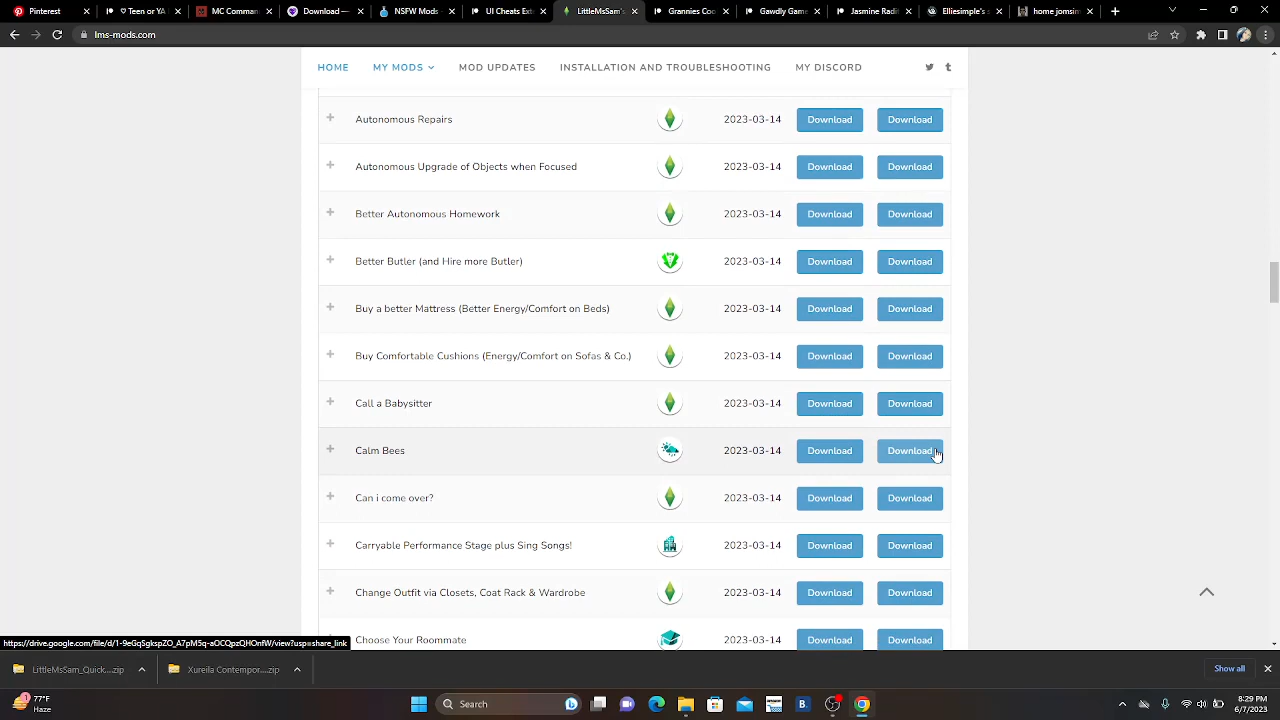 Pinterest
♥ Teen or YA
MC Comman
Download —
NSFW Mods
UI Cheats Ext
LittleMsSam's
Grannies Coo
Gawdly Game
Jasmine Radi
Ellesimple's s
home jomsim
lms-mods.com
HOME MY MODS MOD UPDATES INSTALLATION AND TROUBLESHOOTING MY DISCORD
Autonomous Repairs 2023-03-14 Download Download
Autonomous Upgrade of Objects when Focused 2023-03-14 Download Download
Better Autonomous Homework 2023-03-14 Download Download
Better Butler (and Hire more Butler) 2023-03-14 Download Download
Buy a better Mattress (Better Energy/Comfort on Beds) 2023-03-14 Download Download
Buy Comfortable Cushions (Energy/Comfort on Sofas & Co.) 2023-03-14 Download Download
Call a Babysitter 2023-03-14 Download Download
Calm Bees 2023-03-14 Download Download
Can i come over? 2023-03-14 Download Download
Carryable Performance Stage plus Sing Songs! 2023-03-14 Download Download
Change Outfit via Closets, Coat Rack & Wardrobe 2023-03-14 Download Download
Choose Your Roommate 2023-03-14 Download Download
LittleMsSam_Quick....zip
Xureila Contempor....zip
Show all
77°F
Haze
Search
8:29 PM
6/7/2023